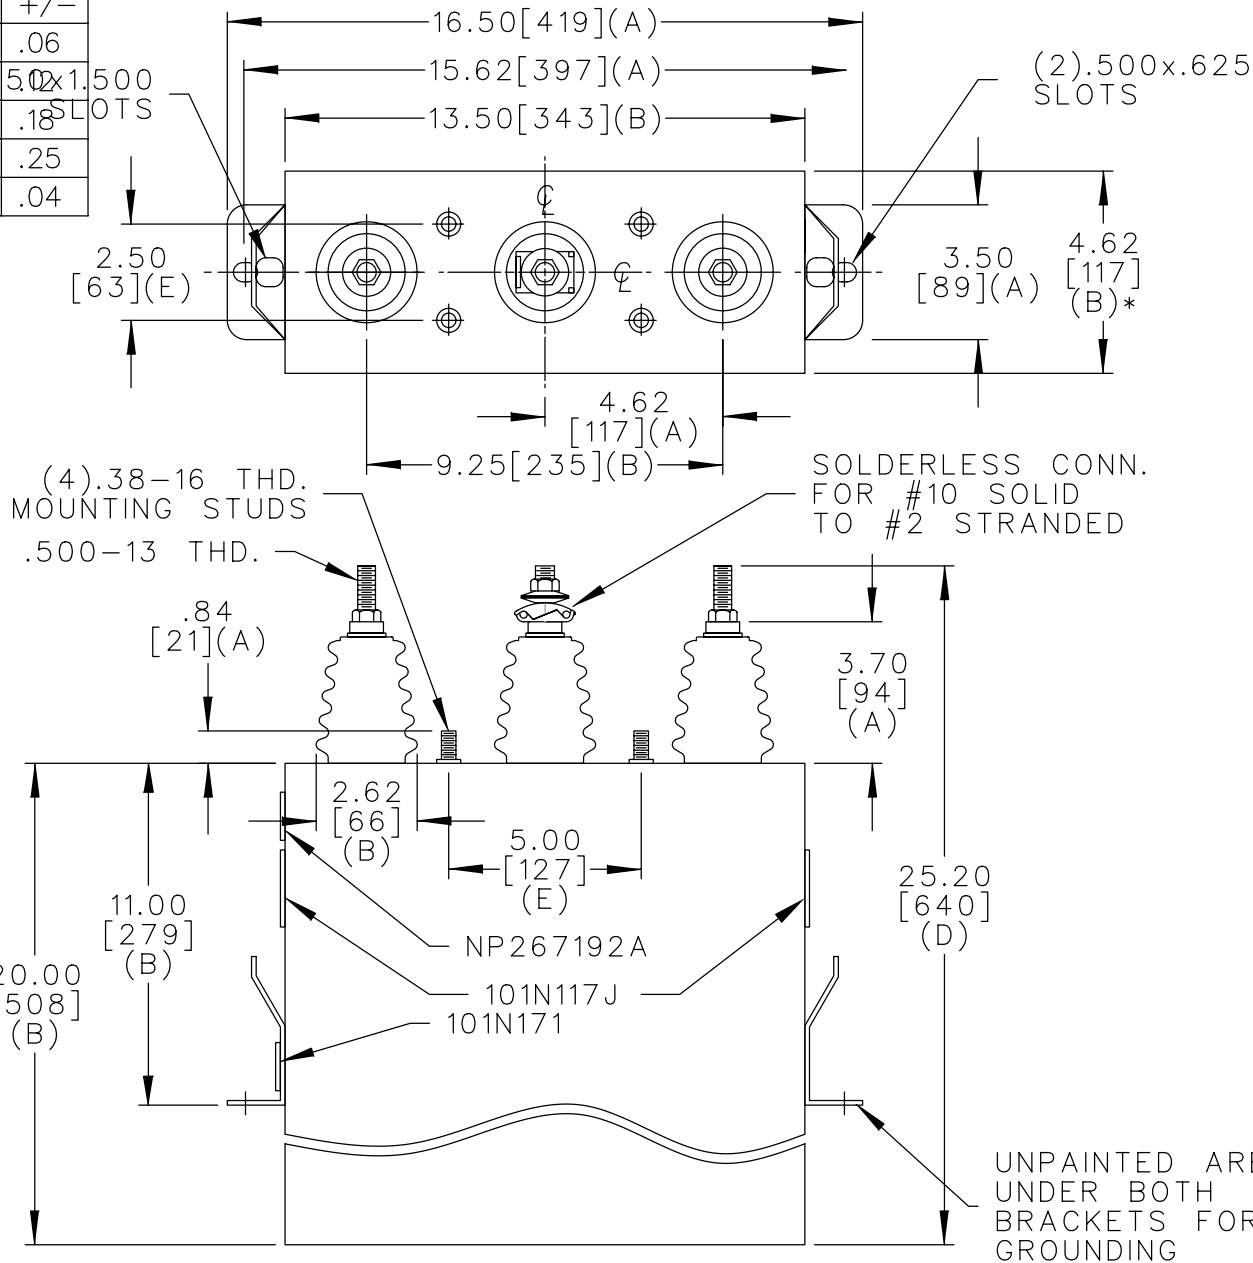 +/-
.06
.12
.18
.25
.04
50x1.500
SLOTS
16.50[419](A)
15.62[397](A)
13.50[343](B)
(2).500x.625
SLOTS
℄
℄
2.50
[63](E)
3.50
[89](A)
4.62
[117]
(B)*
4.62
[117](A)
9.25[235](B)
(4).38-16 THD.
MOUNTING STUDS
.500-13 THD.
SOLDERLESS CONN.
FOR #10 SOLID
TO #2 STRANDED
.84
[21](A)
3.70
[94]
(A)
2.62
[66]
(B)
5.00
[127]
(E)
25.20
[640]
(D)
11.00
[279]
(B)
20.00
508]
(B)
NP267192A
101N117J
101N171
UNPAINTED ARE
UNDER BOTH
BRACKETS FOR
GROUNDING